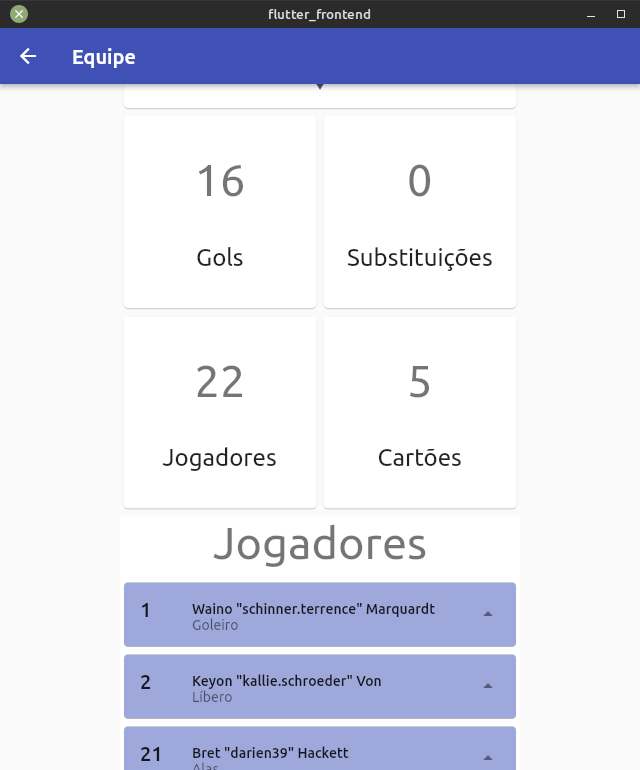 flutter_frontend
Equipe
16
0
Gols
Substituições
22
5
Jogadores
Cartões
Jogadores
1
Waino "schinner.terrence" Marquardt
Goleiro
2
Keyon "kallie.schroeder" Von
Líbero
21
Bret "darien39" Hackett
Alas